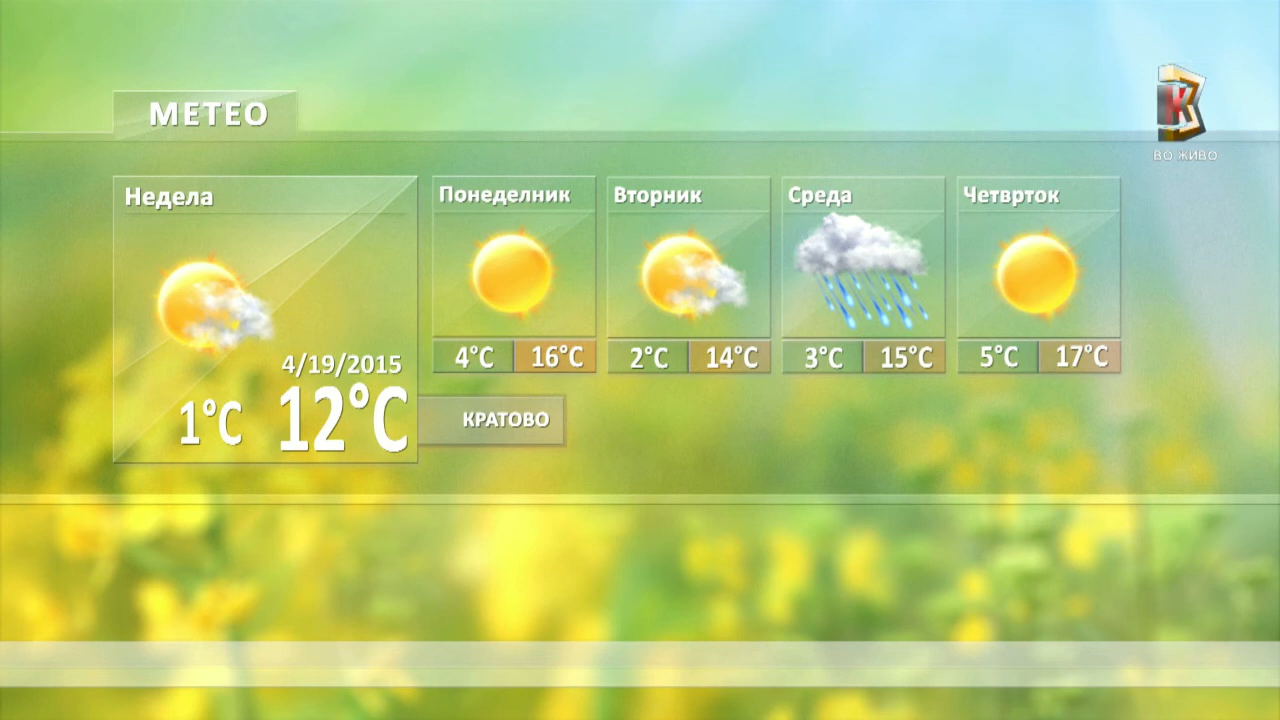 МЕТЕО
ВО ЖИВО
Недела
4/19/2015
1°C 12°C
Понеделник
4°C 16°C
Вторник
2°C 14°C
Среда
3°C 15°C
Четврток
5°C 17°C
КРАТОВО